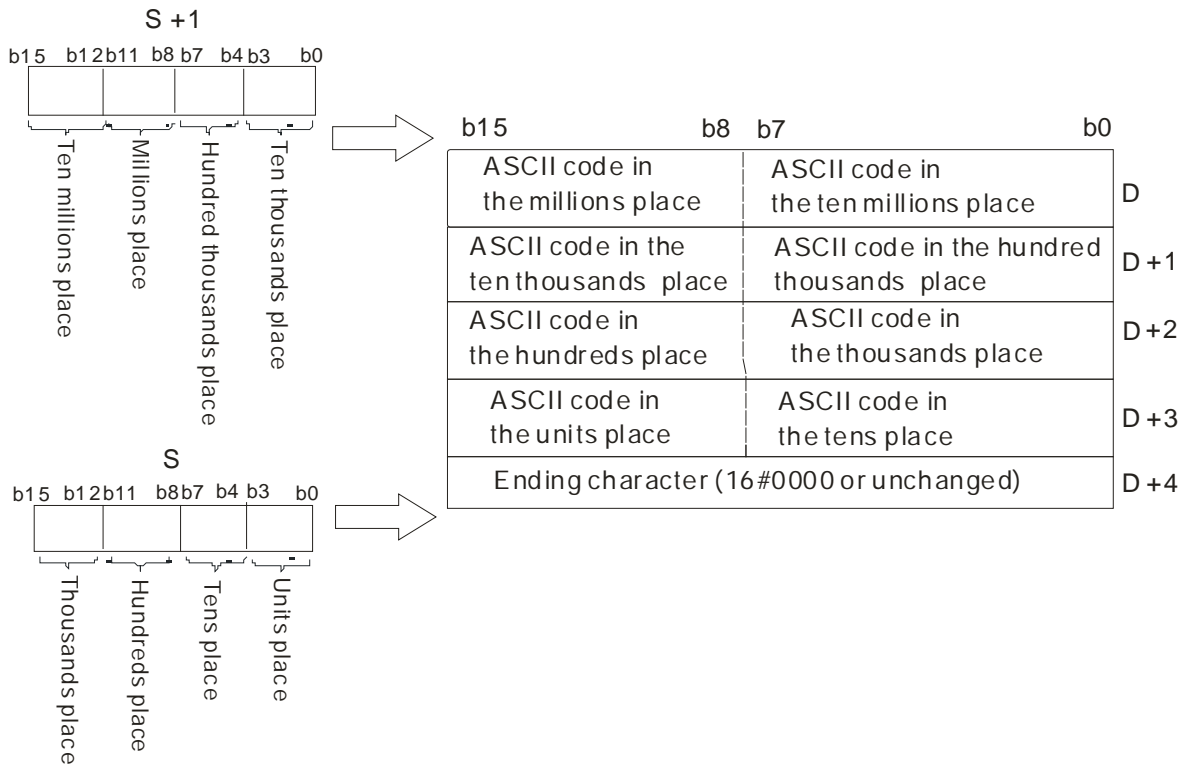 S +1
b15 b12 b11 b8 b7 b4 b3 b0
Ten millions place
Millions place
Hundred thousands place
Ten thousands place
S
b15 b12 b11 b8 b7 b4 b3 b0
Thousands place
Hundreds place
Tens place
Units place
b15 b8 b7 b0
ASCII code in
the millions place
ASCII code in
the ten millions place
D
ASCII code in the
ten thousands place
ASCII code in the hundred
thousands place
D +1
ASCII code in
the hundreds place
ASCII code in
the thousands place
D +2
ASCII code in
the units place
ASCII code in
the tens place
D +3
Ending character (16#0000 or unchanged)
D +4